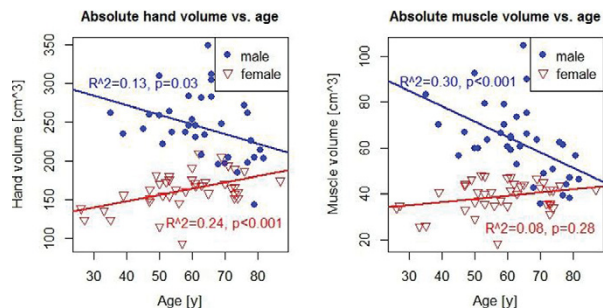 Absolute hand volume vs. age
Hand volume [cm^3]
350
300
250
200
150
100
R^2=0.13, p=0.03
male
female
R^2=0.24, p<0.001
30 40 50 60 70 80
Age [y]
Absolute muscle volume vs. age
Muscle volume [cm^3]
100
80
60
40
20
R^2=0.30, p<0.001
male
female
R^2=0.08, p=0.28
30 40 50 60 70 80
Age [y]